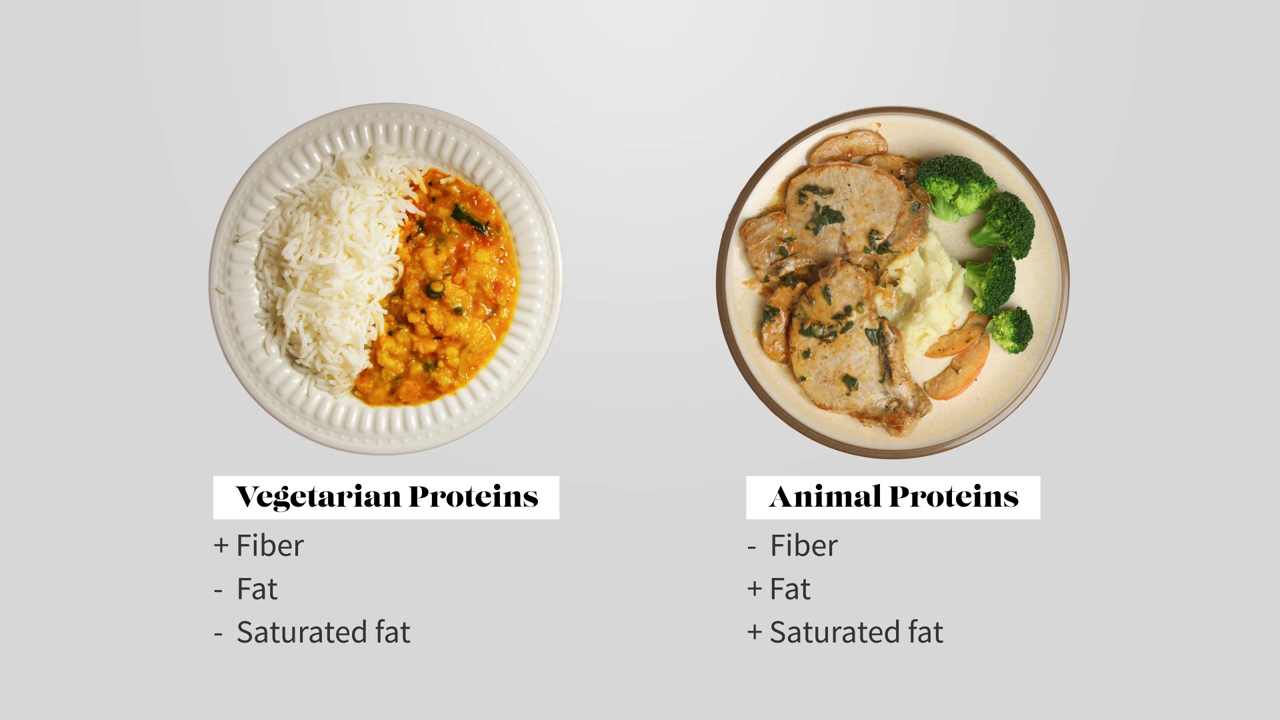 Vegetarian Proteins
+ Fiber
- Fat
- Saturated fat
Animal Proteins
- Fiber
+ Fat
+ Saturated fat